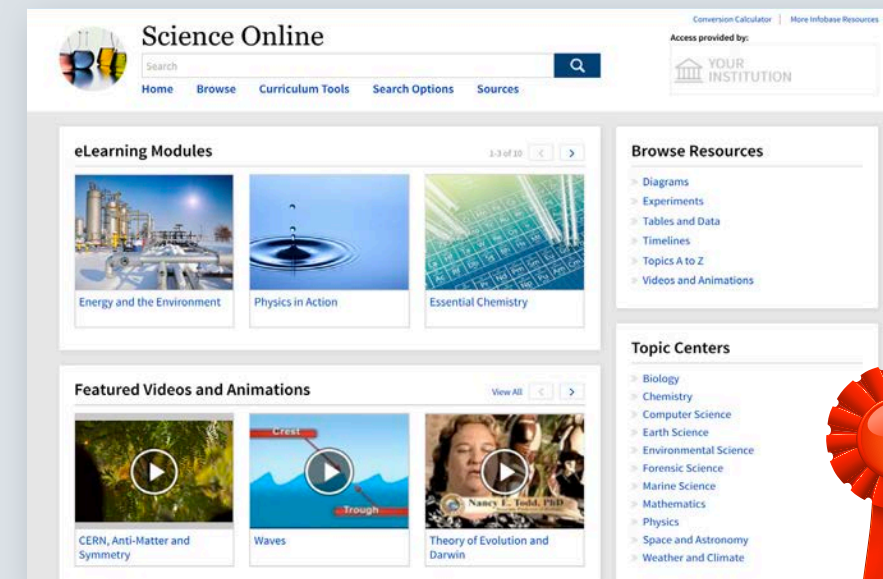 Conversion Calculator | More Infobase Resources
Science Online
Access provided by:
Search
YOUR
INSTITUTION
Home Browse Curriculum Tools Search Options Sources
eLearning Modules
1-3 of 10
Energy and the Environment
Physics in Action
Essential Chemistry
Browse Resources
Diagrams
Experiments
Tables and Data
Timelines
Topics A to Z
Videos and Animations
Featured Videos and Animations
View All
Crest
Trough
Nancy E. Todd, PhD
CERN, Anti-Matter and
Symmetry
Waves
Theory of Evolution and
Darwin
Topic Centers
Biology
Chemistry
Computer Science
Earth Science
Environmental Science
Forensic Science
Marine Science
Mathematics
Physics
Space and Astronomy
Weather and Climate